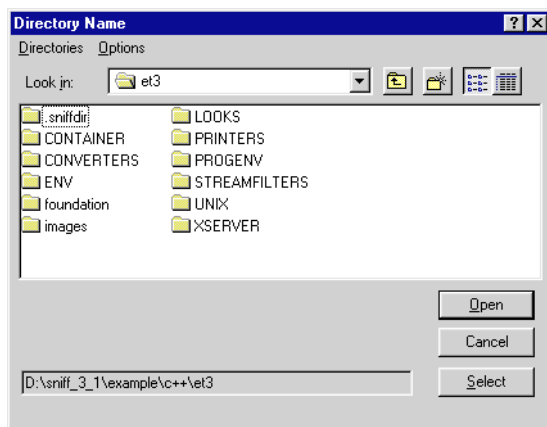 Directory Name
Directories Options
Look in: et3
.sniffdir LOOKS
CONTAINER PRINTERS
CONVERTERS PROGENV
ENV STREAMFILTERS
foundation UNIX
images XSERVER
Open
Cancel
D:\sniff_3_1\example\c++\et3 Select